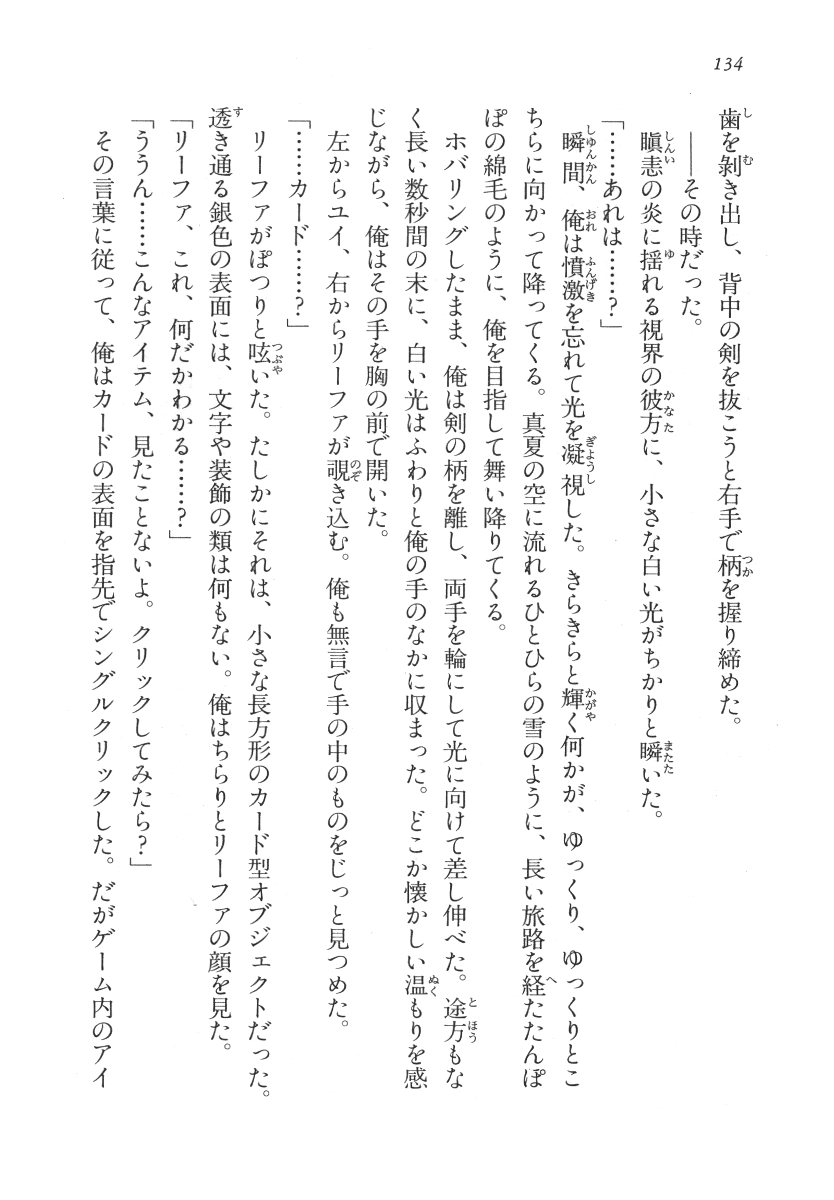 134
歯を剥き出し、背中の剣を抜こうと右手で柄を握り締めた。
――その時だった。
瞋恚の炎に揺れる視界の彼方に、小さな白い光がちかりと瞬いた。
「……あれは……？」
瞬間、俺は憤激を忘れて光を凝視した。きらきらと輝く何かが、ゆっくり、ゆっくりとこ
ちらに向かって降ってくる。真夏の空に流れるひとひらの雪のように、長い旅路を経たたんぽ
ぽの綿毛のように、俺を目指して舞い降りてくる。
ホバリングしたまま、俺は剣の柄を離し、両手を輪にして光に向けて差し伸べた。途方もな
く長い数秒間の末に、白い光はふわりと俺の手のなかに収まった。どこか懐かしい温もりを感
じながら、俺はその手を胸の前で開いた。
左からユイ、右からリーファが覗き込む。俺も無言で手の中のものをじっと見つめた。
「……カード……？」
リーファがぽつりと呟いた。たしかにそれは、小さな長方形のカード型オブジェクトだった。
透き通る銀色の表面には、文字や装飾の類は何もない。俺はちらりとリーファの顔を見た。
「リーファ、これ、何だかわかる……？」
「ううん……こんなアイテム、見たことないよ。クリックしてみたら？」
その言葉に従って、俺はカードの表面を指先でシングルクリックした。だがゲーム内のアイ